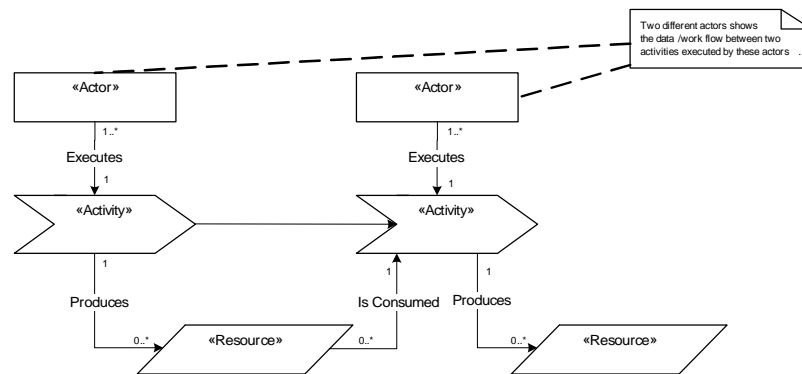 Two different actors shows
the data /work flow between two
activities executed by these actors .
«Actor»
«Actor»
1..*
1..*
Executes
Executes
1
1
«Activity»
«Activity»
1
1
1
Produces
Is Consumed
Produces
0..*
«Resource»
0..*
0..*
«Resource»